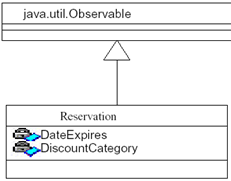 java.util.Observable
Reservation
DateExpires
DiscountCategory